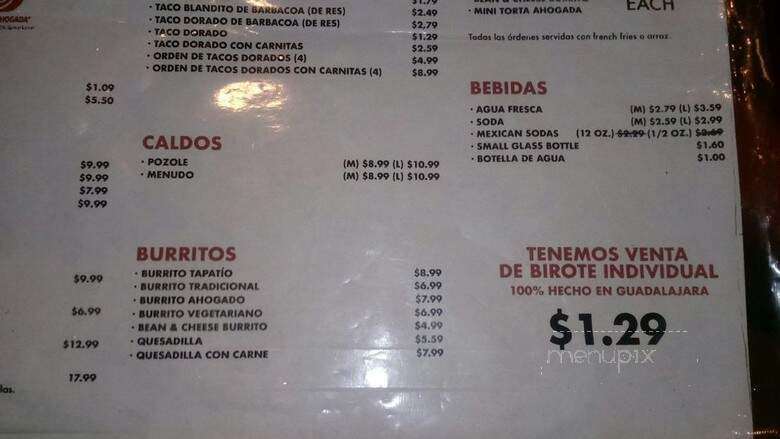 HOGADA"
$1.09
$5.50
$9.99
$9.99
$7.99
$9.99
$9.99
$6.99
$12.99
17.99
las.
· TACO BLANDITO DE BARBACOA (DE RES) $2.49
· TACO DORADO DE BARBACOA (DE RES) $2.79
· TACO DORADO $1.29
· TACO DORADO CON CARNITAS $2.59
· ORDEN DE TACOS DORADOS (4) $4.99
· ORDEN DE TACOS DORADOS CON CARNITAS (4) $8.99
CALDOS
· POZOLE (M) $8.99 (L) $10.99
· MENUDO (M) $8.99 (L) $10.99
BURRITOS
· BURRITO TAPATÍO $8.99
· BURRITO TRADICIONAL $6.99
· BURRITO AHOGADO $7.99
· BURRITO VEGETARIANO $6.99
· BEAN & CHEESE BURRITO $4.99
· QUESADILLA $5.59
· QUESADILLA CON CARNE $7.99
· MINI TORTA AHOGADA
EACH
Todas las órdenes servidas con french fries o arroz.
BEBIDAS
· AGUA FRESCA (M) $2.79 (L) $3.59
· SODA (M) $2.59 (L) $2.99
· MEXICAN SODAS (12 OZ.) $2.29 (1/2 OZ.) $2.69
· SMALL GLASS BOTTLE $1.60
· BOTELLA DE AGUA $1.00
TENEMOS VENTA
DE BIROTE INDIVIDUAL
100% HECHO EN GUADALAJARA
$1.29
menupix